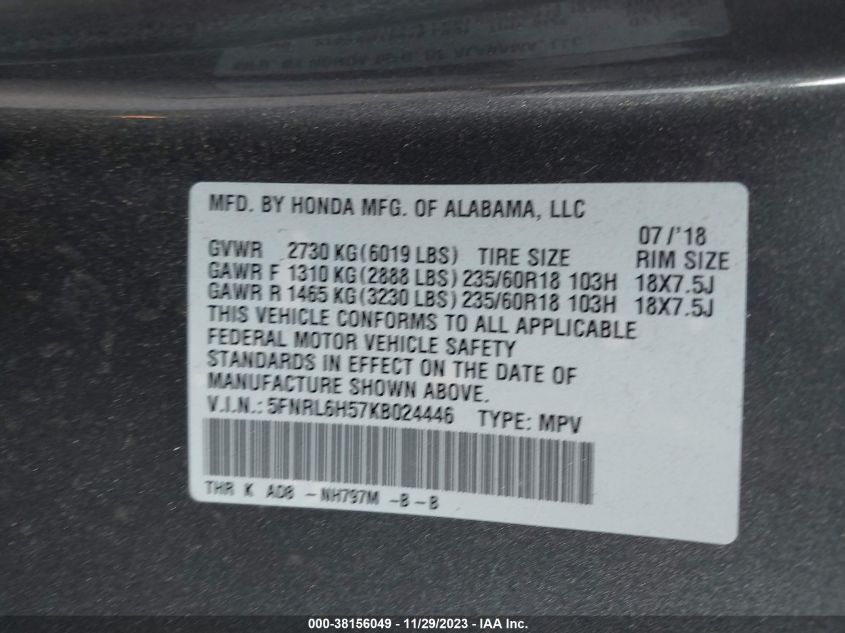 MFD. BY HONDA MFG. OF ALABAMA, LLC
07/'18
GVWR 2730 KG(6019 LBS) TIRE SIZE RIM SIZE
GAWR F 1310 KG(2888 LBS) 235/60R18 103H 18X7.5J
GAWR R 1465 KG(3230 LBS) 235/60R18 103H 18X7.5J
THIS VEHICLE CONFORMS TO ALL APPLICABLE
FEDERAL MOTOR VEHICLE SAFETY
STANDARDS IN EFFECT ON THE DATE OF
MANUFACTURE SHOWN ABOVE.
V.I.N.: 5FNRL6H57KB024446 TYPE: MPV
THR K AD8 -NH797M -B-B
000-38156049 - 11/29/2023 - IAA Inc.